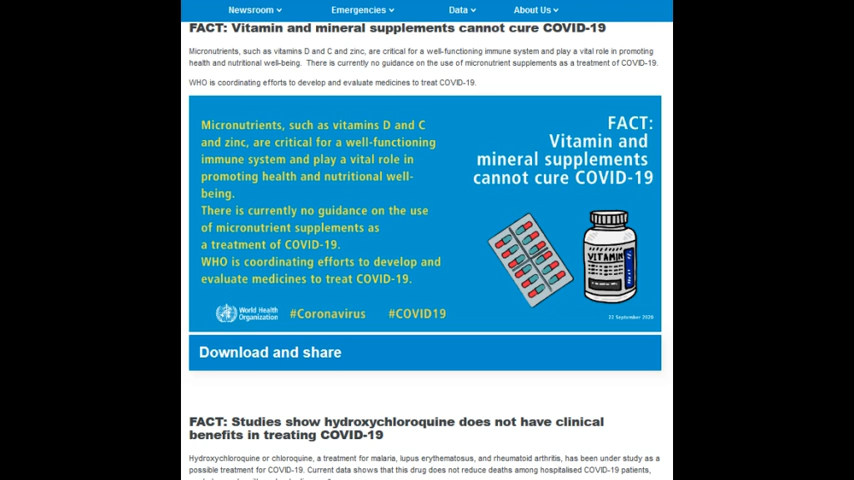 Newsroom Emergencies Data About Us
FACT: Vitamin and mineral supplements cannot cure COVID-19
Micronutrients, such as vitamins D and C and zinc, are critical for a well-functioning immune system and play a vital role in promoting
health and nutritional well-being. There is currently no guidance on the use of micronutrient supplements as a treatment of COVID-19.
WHO is coordinating efforts to develop and evaluate medicines to treat COVID-19.
Micronutrients, such as vitamins D and C
and zinc, are critical for a well-functioning
immune system and play a vital role in
promoting health and nutritional well-
being.
There is currently no guidance on the use
of micronutrient supplements as
a treatment of COVID-19.
WHO is coordinating efforts to develop and
evaluate medicines to treat COVID-19.
FACT:
Vitamin and
mineral supplements
cannot cure COVID-19
VITAMIN
World Health
Organization
#Coronavirus #COVID19
22 September 2020
Download and share
FACT: Studies show hydroxychloroquine does not have clinical
benefits in treating COVID-19
Hydroxychloroquine or chloroquine, a treatment for malaria, lupus erythematosus, and rheumatoid arthritis, has been under study as a
possible treatment for COVID-19. Current data shows that this drug does not reduce deaths among hospitalised COVID-19 patients,